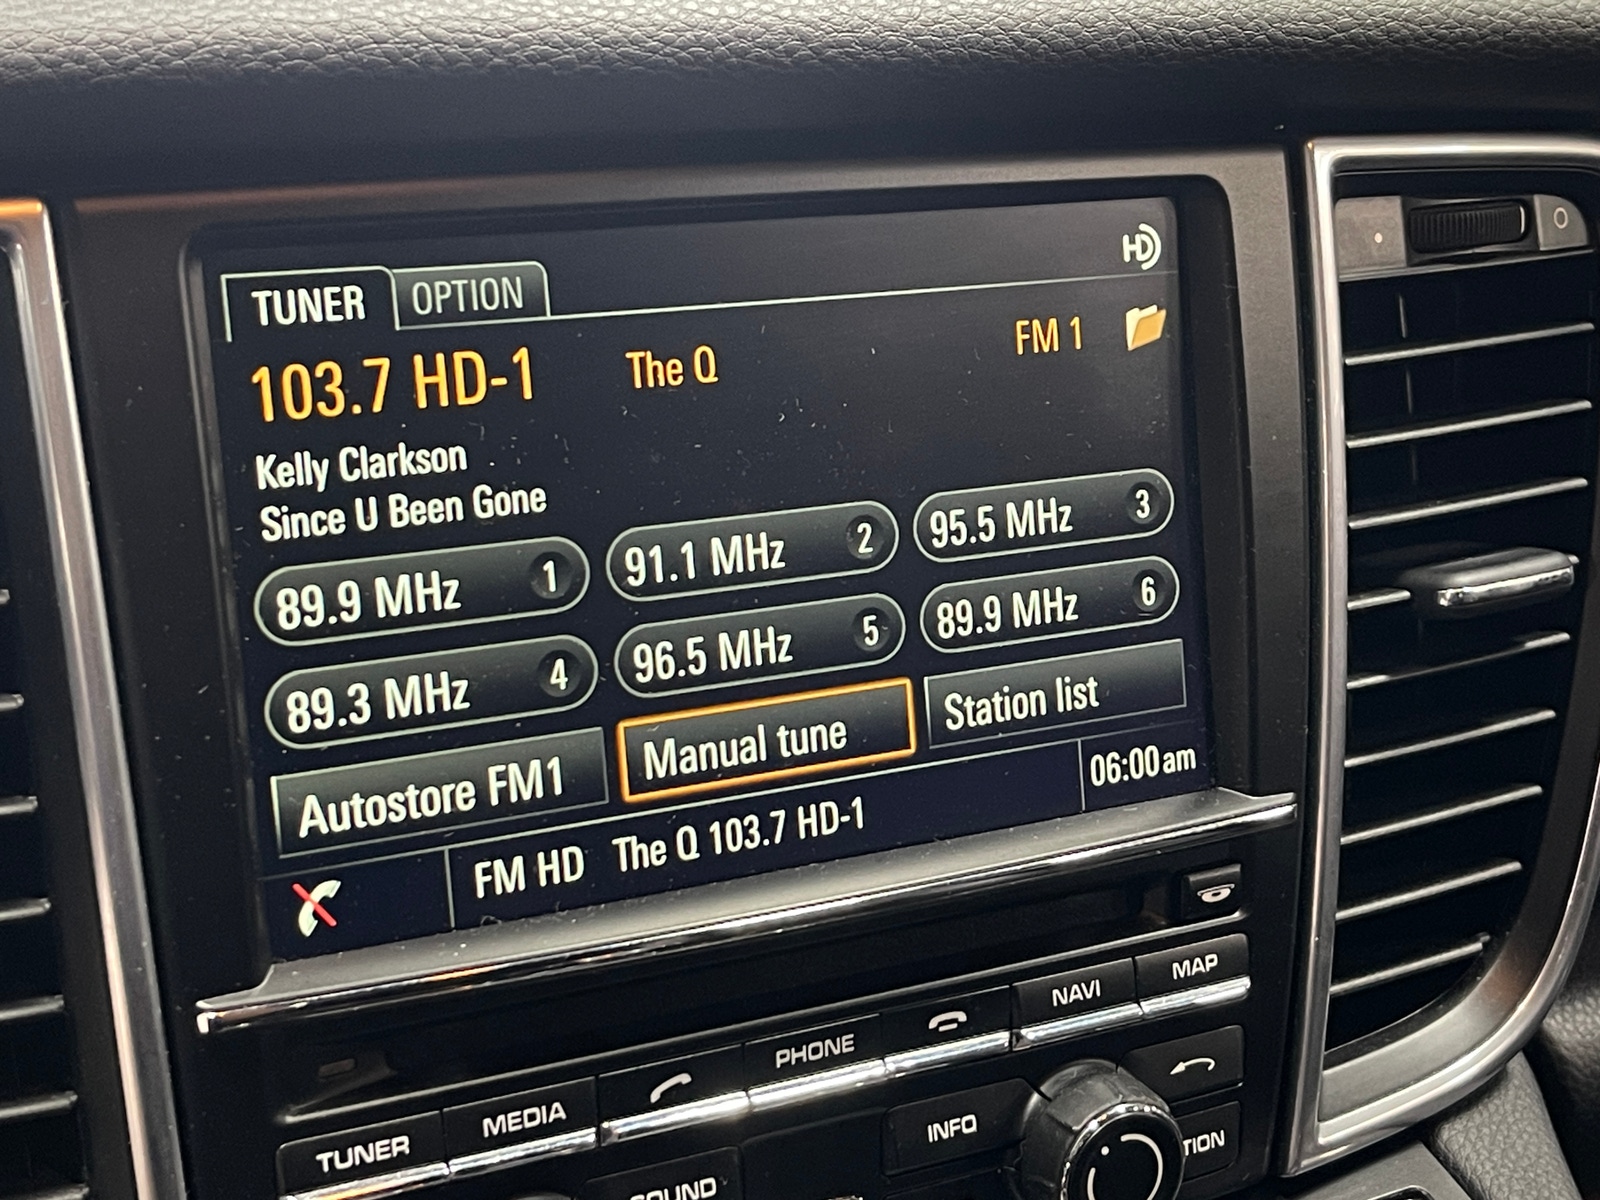 HD
TUNER OPTION
103.7 HD-1 The Q FM 1
Kelly Clarkson
Since U Been Gone
89.9 MHz 1 91.1 MHz 2 95.5 MHz 3
89.3 MHz 4 96.5 MHz 5 89.9 MHz 6
Autostore FM1 Manual tune Station list
FM HD The Q 103.7 HD-1 06:00am
TUNER MEDIA PHONE NAVI MAP
INFO
SOUND